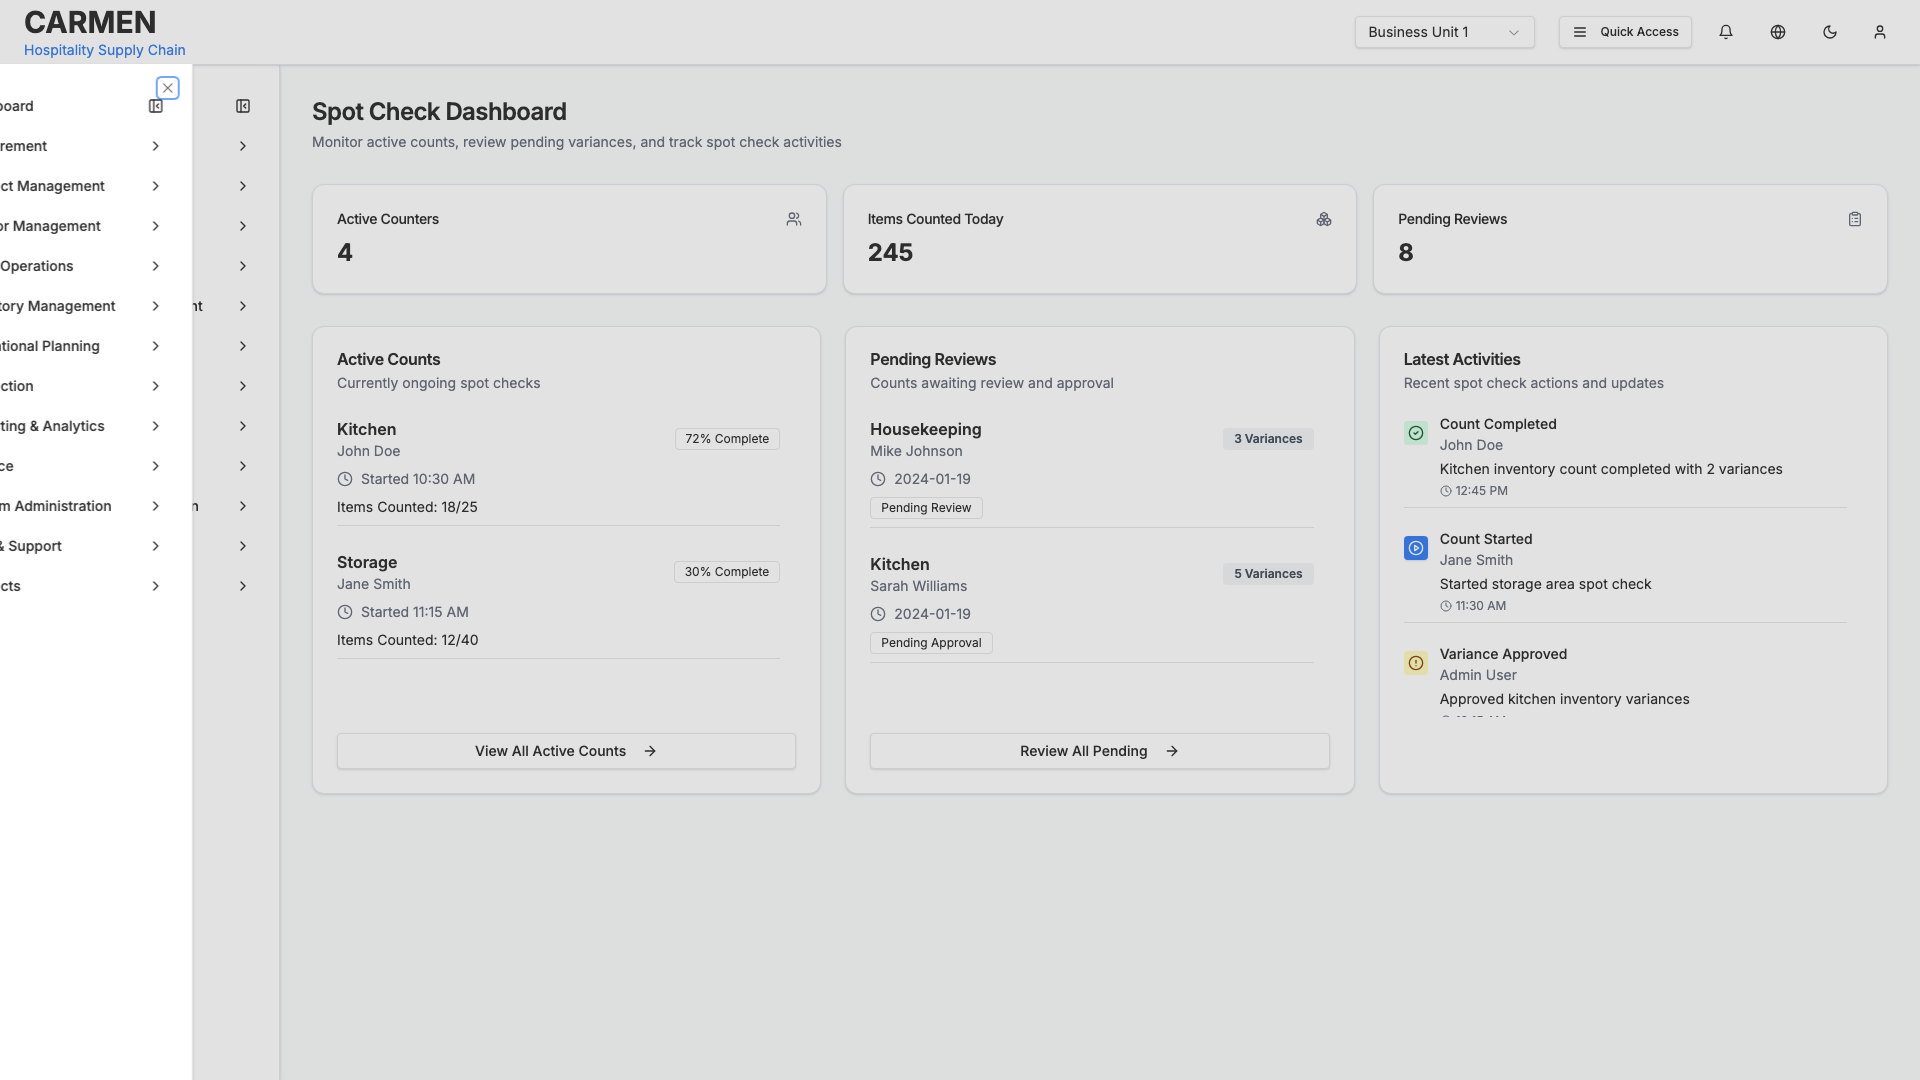 CARMEN
Hospitality Supply Chain
Business Unit 1
Quick Access
board
rement
ct Management
or Management
Operations
tory Management
nt
tional Planning
ction
ting & Analytics
ce
m Administration
n
& Support
cts
Spot Check Dashboard
Monitor active counts, review pending variances, and track spot check activities
Active Counters
4
Items Counted Today
245
Pending Reviews
8
Active Counts
Currently ongoing spot checks
Kitchen
John Doe
72% Complete
Started 10:30 AM
Items Counted: 18/25
Storage
Jane Smith
30% Complete
Started 11:15 AM
Items Counted: 12/40
View All Active Counts
Pending Reviews
Counts awaiting review and approval
Housekeeping
Mike Johnson
3 Variances
2024-01-19
Pending Review
Kitchen
Sarah Williams
5 Variances
2024-01-19
Pending Approval
Review All Pending
Latest Activities
Recent spot check actions and updates
Count Completed
John Doe
Kitchen inventory count completed with 2 variances
12:45 PM
Count Started
Jane Smith
Started storage area spot check
11:30 AM
Variance Approved
Admin User
Approved kitchen inventory variances